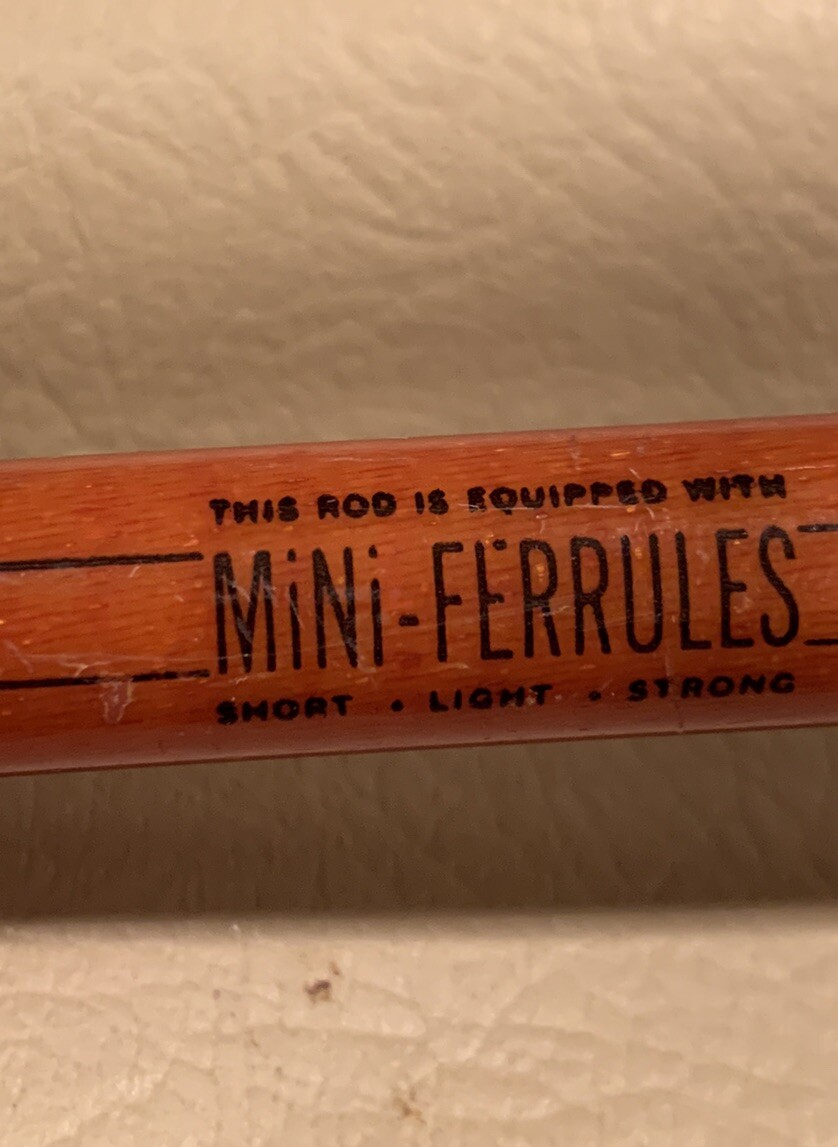 THIS ROD IS EQUIPPED WITH
MiNi-FERRULES
SHORT • LIGHT • STRONG